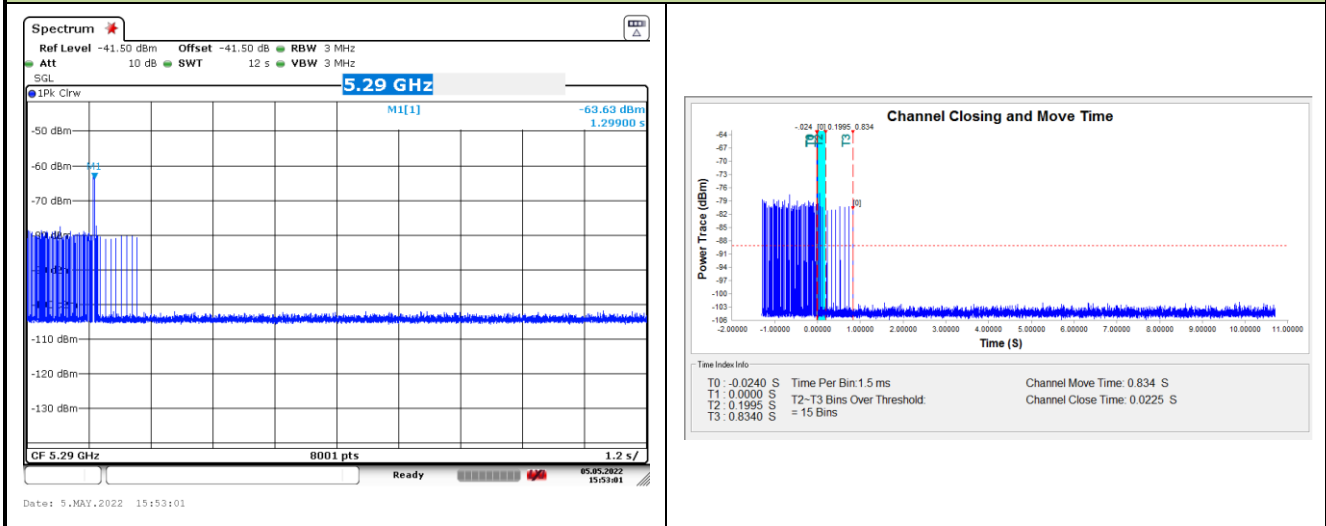 Spectrum
Ref Level -41.50 dBm Offset -41.50 dB RBW 3 MHz
Att 10 dB SWT 12 s VBW 3 MHz
SGL
5.29 GHz
1Pk Clrw
M1[1] -63.63 dBm
1.29900 s
-50 dBm
M1
-60 dBm
-70 dBm
-110 dBm
-120 dBm
-130 dBm
CF 5.29 GHz 8001 pts 1.2 s/
Ready 05.05.2022
15:53:01
Date: 5.MAY.2022 15:53:01
Channel Closing and Move Time
-.024 [0] 0.1995 0.834
T0 T2 T3
[0]
Power Trace (dBm)
-64
-67
-70
-73
-76
-79
-82
-85
-88
-91
-94
-97
-100
-103
-106
-2.00000 -1.00000 0.00000 1.00000 2.00000 3.00000 4.00000 5.00000 6.00000 7.00000 8.00000 9.00000 10.00000 11.00000
Time (S)
Time Index Info
T0 : -0.0240 S Time Per Bin:1.5 ms Channel Move Time: 0.834 S
T1 : 0.0000 S T2~T3 Bins Over Threshold: Channel Close Time: 0.0225 S
T2 : 0.1995 S = 15 Bins
T3 : 0.8340 S